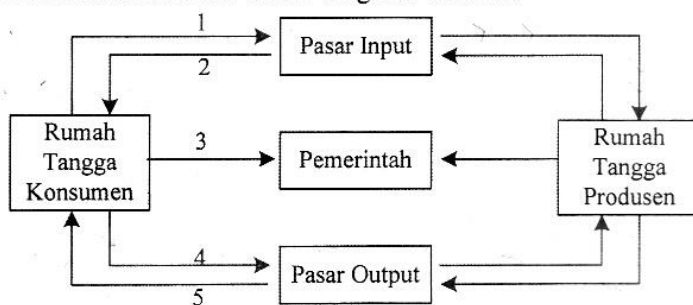 1
Pasar Input
2
Rumah
Tangga
Konsumen
3
Pemerintah
Rumah
Tangga
Produsen
4
Pasar Output
5